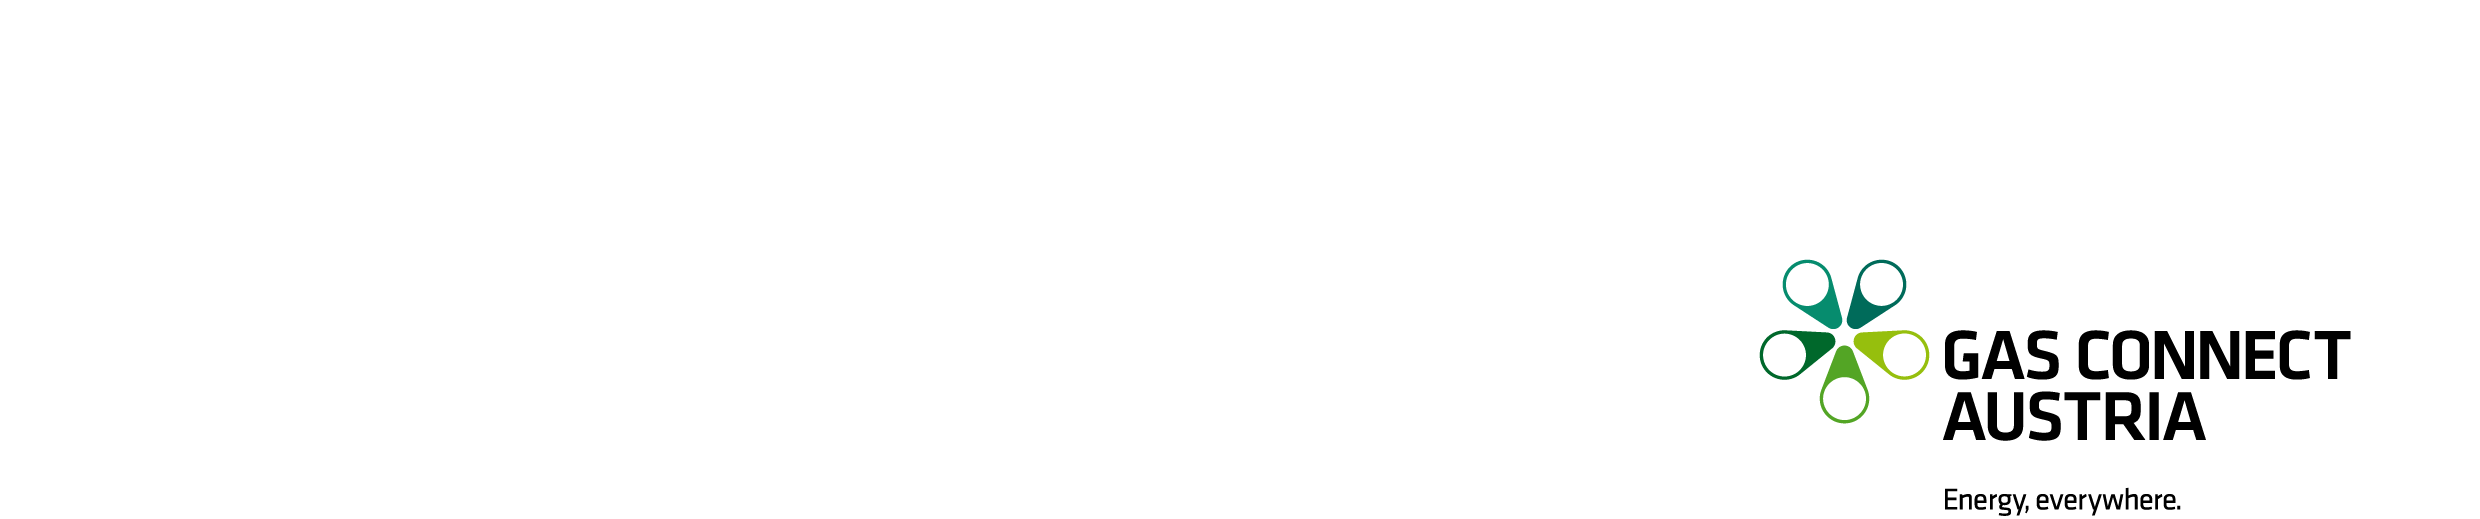 GAS CONNECT
AUSTRIA
Energy, everywhere.